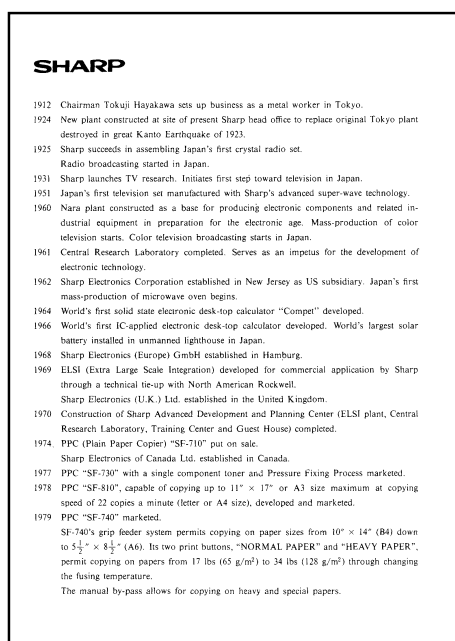 SHARP
1912 Chairman Tokuji Hayakawa sets up business as a metal worker in Tokyo.
1924 New plant constructed at site of present Sharp head office to replace original Tokyo plant
destroyed in great Kanto Earthquake of 1923.
1925 Sharp succeeds in assembling Japan's first crystal radio set.
Radio broadcasting started in Japan.
1931 Sharp launches TV research. Initiates first step toward television in Japan.
1951 Japan's first television set manufactured with Sharp's advanced super-wave technology.
1960 Nara plant constructed as a base for producing electronic components and related in-
dustrial equipment in preparation for the electronic age. Mass-production of color
television starts. Color television broadcasting starts in Japan.
1961 Central Research Laboratory completed. Serves as an impetus for the development of
electronic technology.
1962 Sharp Electronics Corporation established in New Jersey as US subsidiary. Japan's first
mass-production of microwave oven begins.
1964 World's first solid state electronic desk-top calculator "Compet" developed.
1966 World's first IC-applied electronic desk-top calculator developed. World's largest solar
battery installed in unmanned lighthouse in Japan.
1968 Sharp Electronics (Europe) GmbH established in Hamburg.
1969 ELSI (Extra Large Scale Integration) developed for commercial application by Sharp
through a technical tie-up with North American Rockwell.
Sharp Electronics (U.K.) Ltd. established in the United Kingdom.
1970 Construction of Sharp Advanced Development and Planning Center (ELSI plant, Central
Research Laboratory, Training Center and Guest House) completed.
1974. PPC (Plain Paper Copier) "SF-710" put on sale.
Sharp Electronics of Canada Ltd. established in Canada.
1977 PPC "SF-730" with a single component toner and Pressure Fixing Process marketed.
1978 PPC "SF-810", capable of copying up to 11" × 17" or A3 size maximum at copying
speed of 22 copies a minute (letter or A4 size), developed and marketed.
1979 PPC "SF-740" marketed.
SF-740's grip feeder system permits copying on paper sizes from 10" × 14" (B4) down
to 5½" × 8½" (A6). Its two print buttons, "NORMAL PAPER" and "HEAVY PAPER",
permit copying on papers from 17 lbs (65 g/m²) to 34 lbs (128 g/m²) through changing
the fusing temperature.
The manual by-pass allows for copying on heavy and special papers.